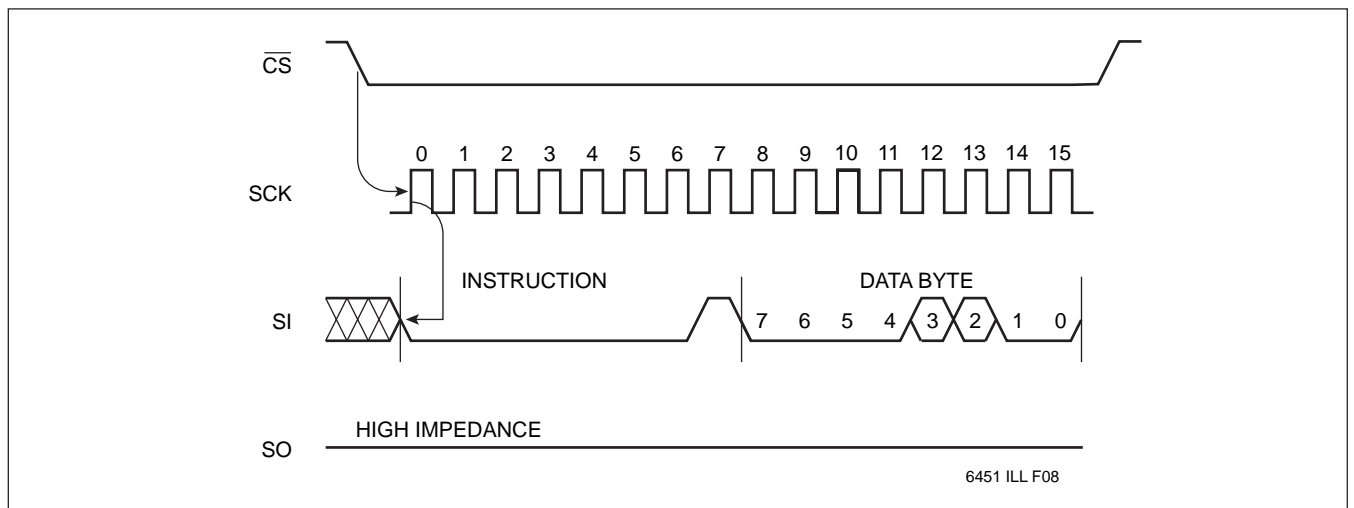 CS
0 1 2 3 4 5 6 7 8 9 10 11 12 13 14 15
SCK
INSTRUCTION DATA BYTE
SI 7 6 5 4 3 2 1 0
HIGH IMPEDANCE
SO
6451 ILL F08